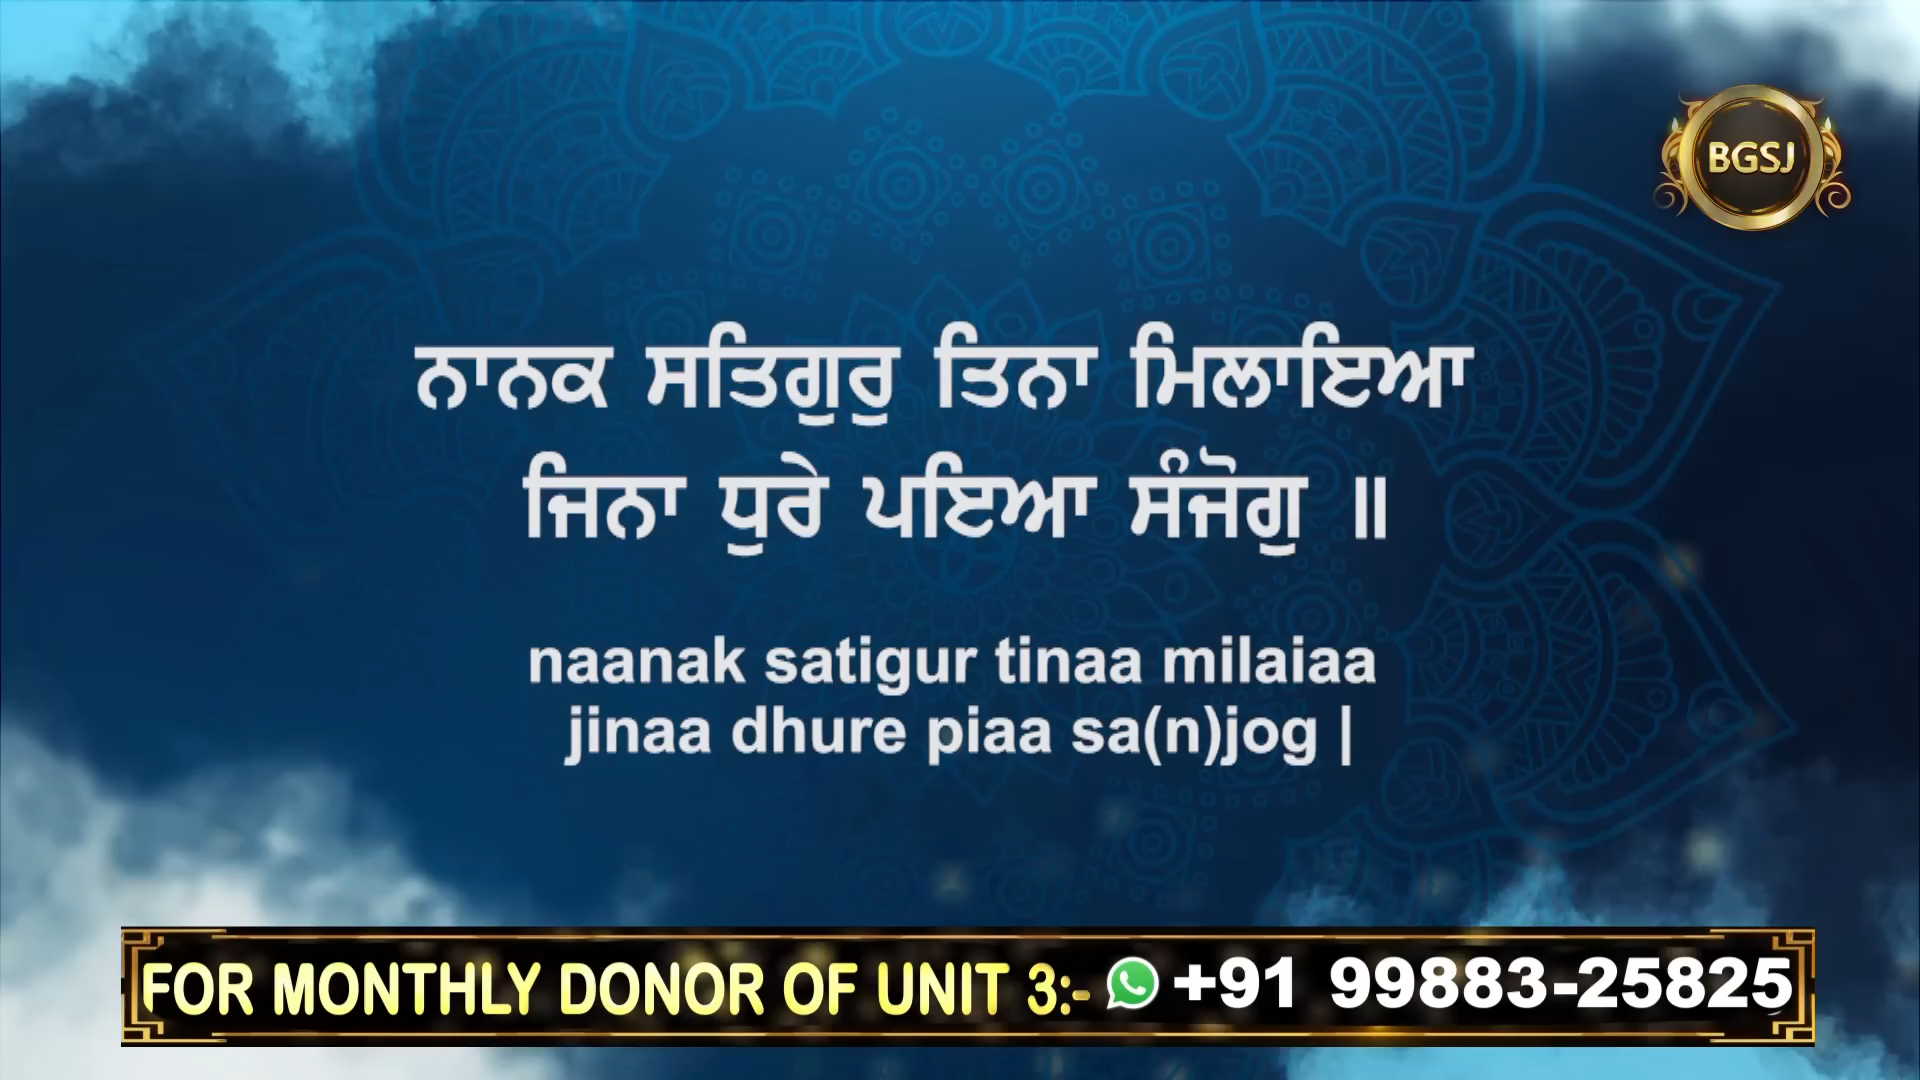 BGSJ
ਨਾਨਕ ਸਤਿਗੁਰੁ ਤਿਨਾ ਮਿਲਾਇਆ
ਜਿਨਾ ਧੁਰੇ ਪਇਆ ਸੰਜੋਗੁ ॥
naanak satigur tinaa milaiaa
jinaa dhure piaa sa(n)jog |
FOR MONTHLY DONOR OF UNIT 3:- +91 99883-25825